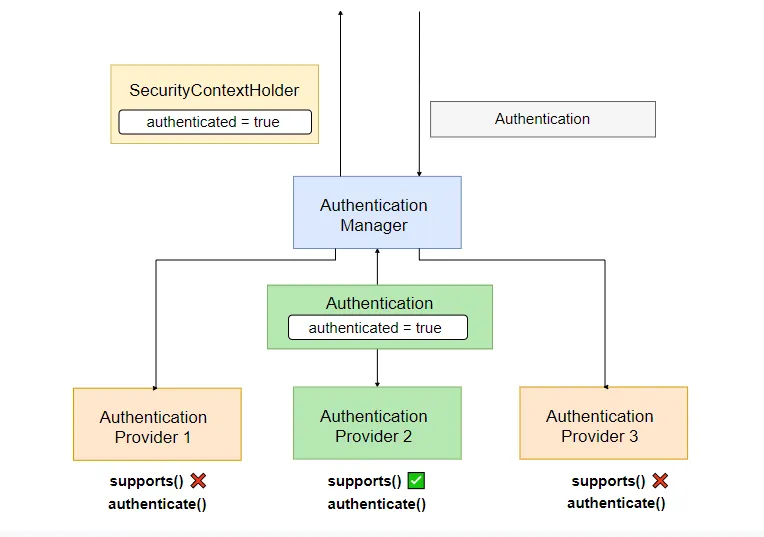 SecurityContextHolder
authenticated = true
Authentication
Authentication
Manager
Authentication
authenticated = true
Authentication
Provider 1
Authentication
Provider 2
Authentication
Provider 3
supports() ❌
authenticate()
supports() ✅
authenticate()
supports() ❌
authenticate()